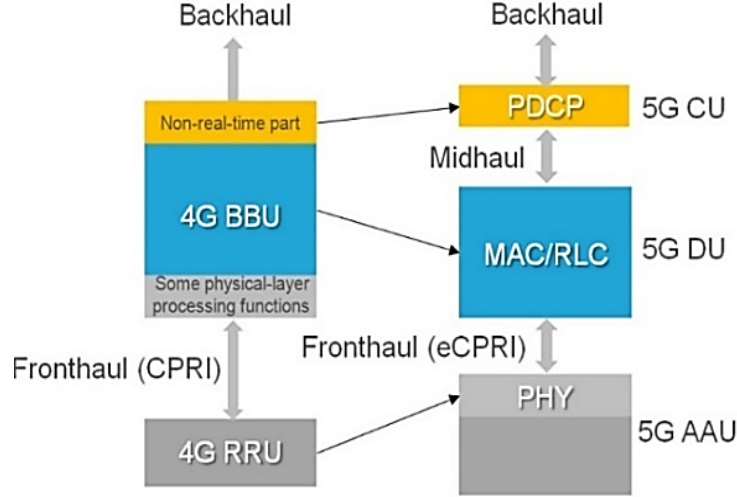 Backhaul
Non-real-time part
4G BBU
Some physical-layer
processing functions
Fronthaul (CPRI)
4G RRU
Backhaul
PDCP
5G CU
Midhaul
MAC/RLC
5G DU
Fronthaul (eCPRI)
PHY
5G AAU